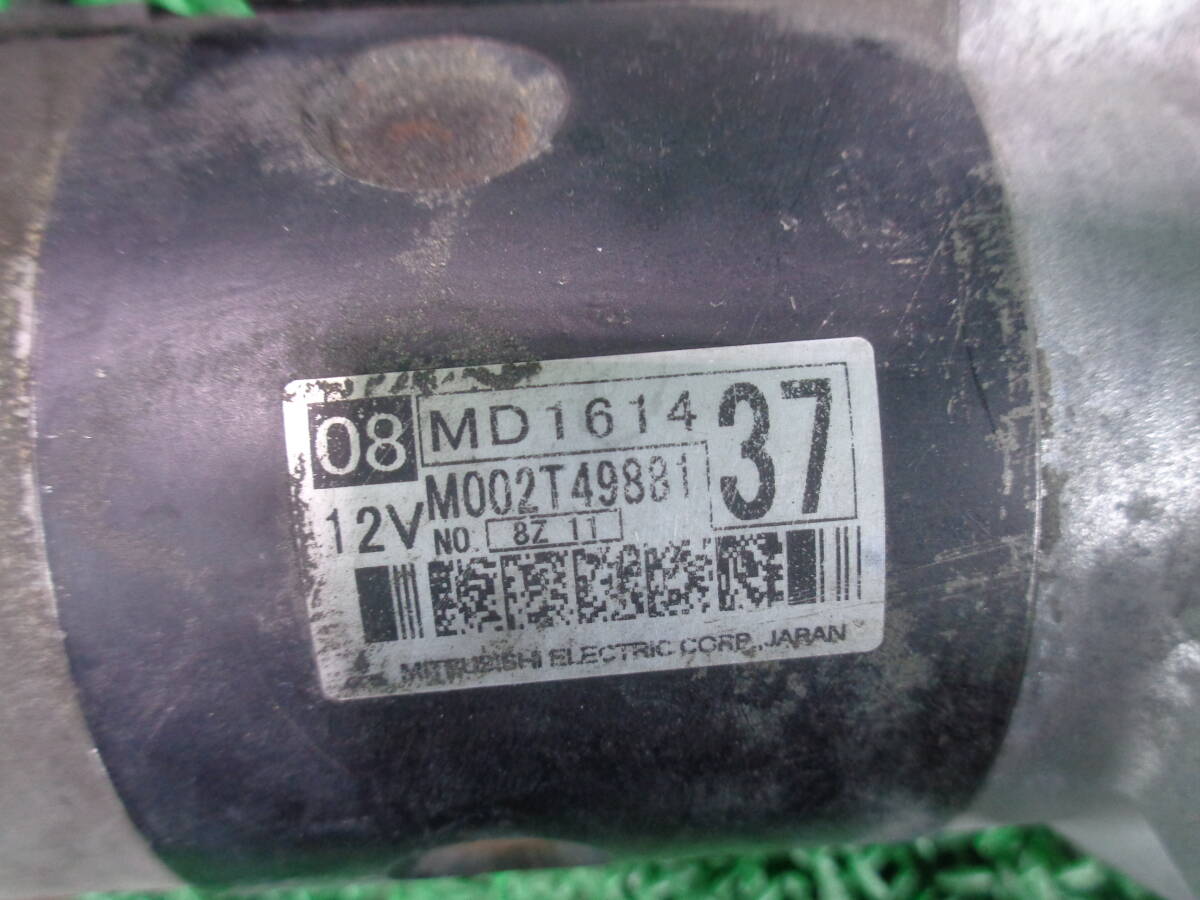 08 MD1614 37
12V M002T49881
NO 8Z 11
MITSUBISHI ELECTRIC CORP. JAPAN